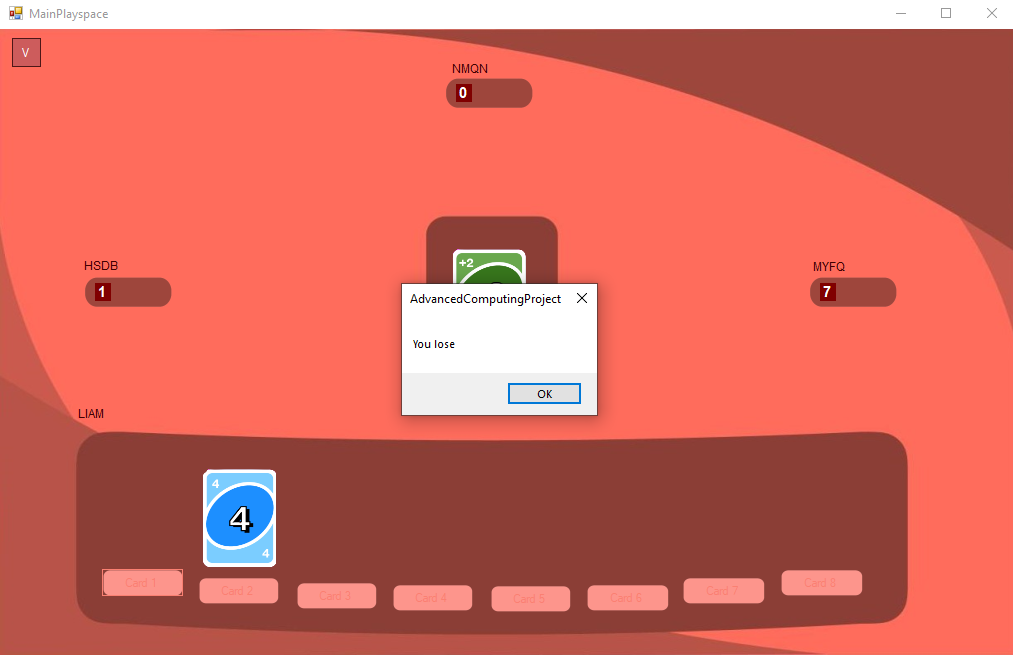 MainPlayspace
V
NMQN
0
HSDB
1
MYFQ
7
+2
AdvancedComputingProject
You lose
OK
LIAM
4
4
4
Card 1
Card 2
Card 3
Card 4
Card 5
Card 6
Card 7
Card 8